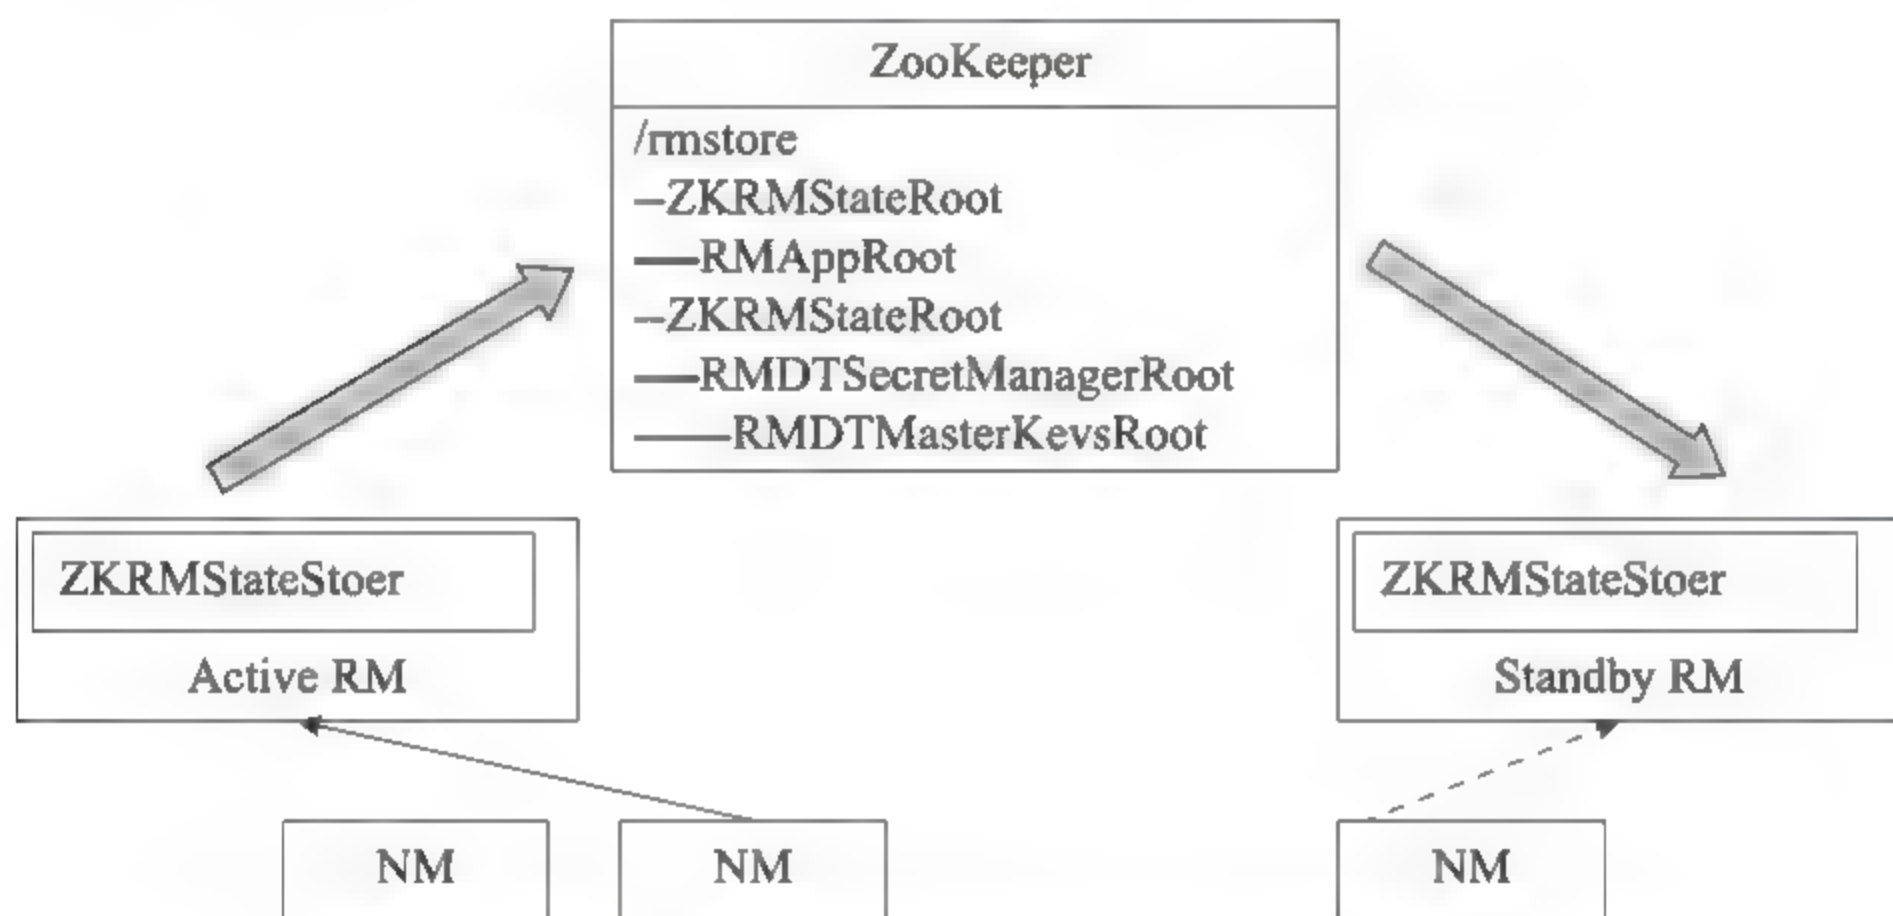 ZooKeeper
/rmstore
—ZKRMStateRoot
——RMAppRoot
—ZKRMStateRoot
——RMDTSecretManagerRoot
———RMDTMasterKevsRoot
ZKRMStateStoer
Active RM
ZKRMStateStoer
Standby RM
NM
NM
NM